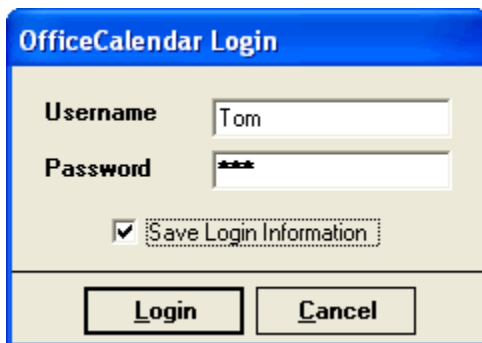 OfficeCalendar Login
Username Tom
Password ***
Save Login Information
Login Cancel